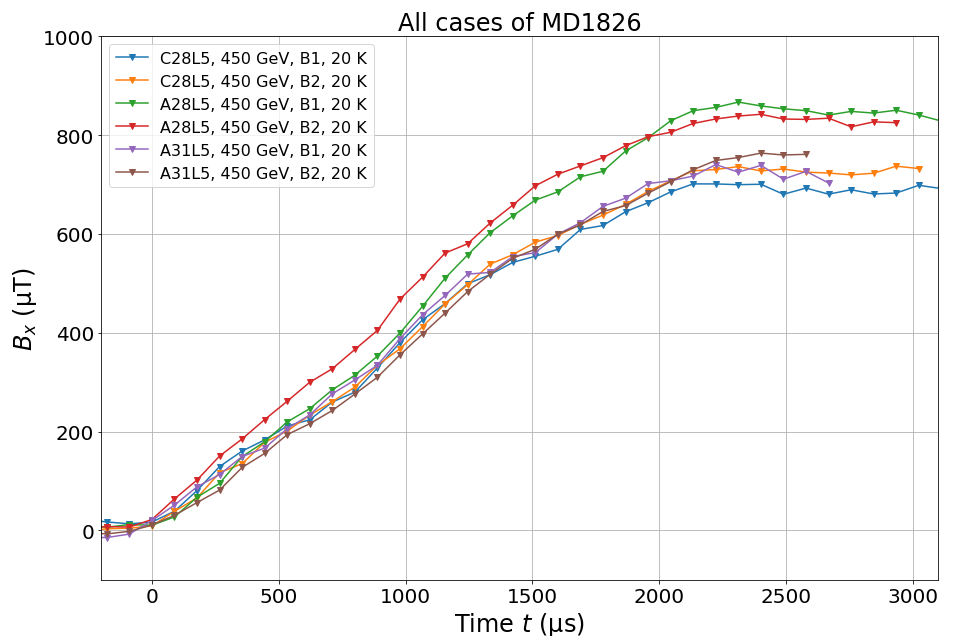 All cases of MD1826
1000
800
600
400
200
0
B_x (µT)
C28L5, 450 GeV, B1, 20 K
C28L5, 450 GeV, B2, 20 K
A28L5, 450 GeV, B1, 20 K
A28L5, 450 GeV, B2, 20 K
A31L5, 450 GeV, B1, 20 K
A31L5, 450 GeV, B2, 20 K
0 500 1000 1500 2000 2500 3000
Time t (µs)